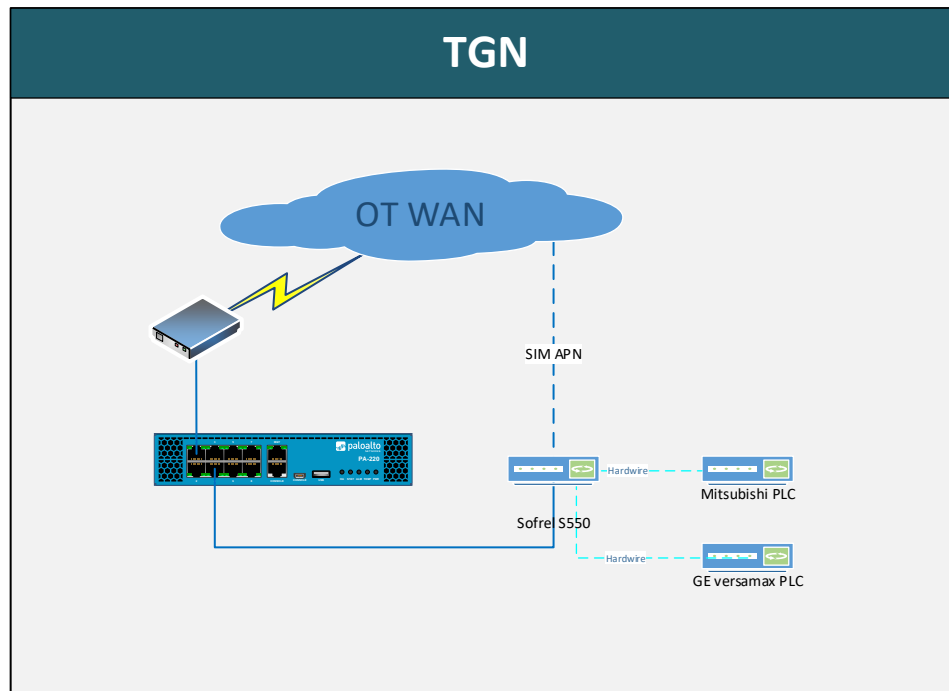 TGN
OT WAN
SIM APN
paloalto
PA-220
Hardwire
Mitsubishi PLC
Sofrel S550
Hardwire
GE versamax PLC